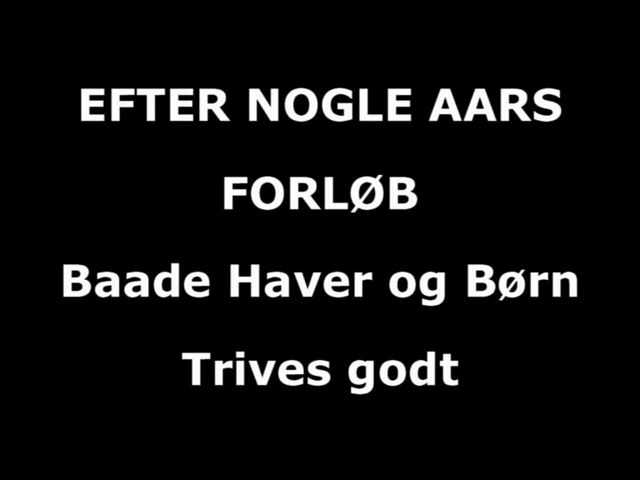 EFTER NOGLE AARS
FORLØB
Baade Haver og Børn
Trives godt